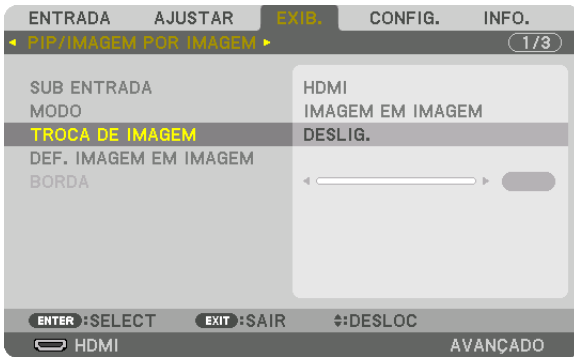 ENTRADA AJUSTAR EXIB. CONFIG. INFO.
PIP/IMAGEM POR IMAGEM 1/3
SUB ENTRADA HDMI
MODO IMAGEM EM IMAGEM
TROCA DE IMAGEM DESLIG.
DEF. IMAGEM EM IMAGEM
BORDA
ENTER :SELECT EXIT :SAIR :DESLOC
HDMI AVANÇADO